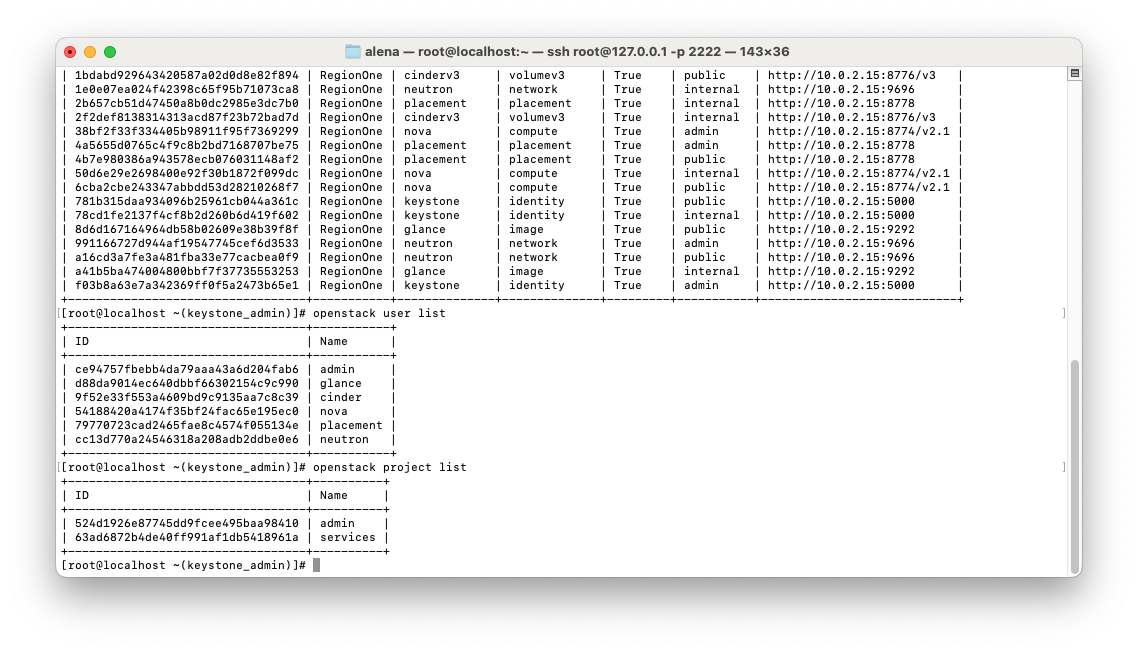 alena — root@localhost:~ — ssh root@127.0.0.1 -p 2222 — 143×36
| 1bdabd929643420587a02d0d8e82f894 | RegionOne | cinderv3     | volumev3     | True    | public    | http://10.0.2.15:8776/v3   |
| 1e0e07ea024f42398c65f95b71073ca8 | RegionOne | neutron      | network      | True    | internal  | http://10.0.2.15:9696      |
| 2b657cb51d47450a8b0dc2985e3dc7b0 | RegionOne | placement    | placement    | True    | internal  | http://10.0.2.15:8778      |
| 2f2def8138314313acd87f23b72bad7d | RegionOne | cinderv3     | volumev3     | True    | internal  | http://10.0.2.15:8776/v3   |
| 38bf2f33f334405b98911f95f7369299 | RegionOne | nova         | compute      | True    | admin     | http://10.0.2.15:8774/v2.1 |
| 4a5655d0765c4f9c8b2bd7168707be75 | RegionOne | placement    | placement    | True    | admin     | http://10.0.2.15:8778      |
| 4b7e980386a943578ecb076031148af2 | RegionOne | placement    | placement    | True    | public    | http://10.0.2.15:8778      |
| 50d6e29e2698400e92f30b1872f099dc | RegionOne | nova         | compute      | True    | internal  | http://10.0.2.15:8774/v2.1 |
| 6cba2cbe243347abbdd53d28210268f7 | RegionOne | nova         | compute      | True    | public    | http://10.0.2.15:8774/v2.1 |
| 781b315daa934096b25961cb044a361c | RegionOne | keystone     | identity     | True    | public    | http://10.0.2.15:5000      |
| 78cd1fe2137f4cf8b2d260b6d419f602 | RegionOne | keystone     | identity     | True    | internal  | http://10.0.2.15:5000      |
| 8d6d167164964db58b02609e38b39f8f | RegionOne | glance       | image        | True    | public    | http://10.0.2.15:9292      |
| 991166727d944af19547745cef6d3533 | RegionOne | neutron      | network      | True    | admin     | http://10.0.2.15:9696      |
| a16cd3a7fe3a481fba33e77cacbea0f9 | RegionOne | neutron      | network      | True    | public    | http://10.0.2.15:9696      |
| a41b5ba474004800bbf7f37735553253 | RegionOne | glance       | image        | True    | internal  | http://10.0.2.15:9292      |
| f03b8a63e7a342369ff0f5a2473b65e1 | RegionOne | keystone     | identity     | True    | admin     | http://10.0.2.15:5000      |
+----------------------------------+-----------+--------------+--------------+---------+-----------+----------------------------+
[root@localhost ~(keystone_admin)]# openstack user list
+----------------------------------+-----------+
| ID                               | Name      |
+----------------------------------+-----------+
| ce94757fbebb4da79aaa43a6d204fab6 | admin     |
| d88da9014ec640dbbf66302154c9c990 | glance    |
| 9f52e33f553a4609bd9c9135aa7c8c39 | cinder    |
| 54188420a4174f35bf24fac65e195ec0 | nova      |
| 79770723cad2465fae8c4574f055134e | placement |
| cc13d770a24546318a208adb2ddbe0e6 | neutron   |
+----------------------------------+-----------+
[root@localhost ~(keystone_admin)]# openstack project list
+----------------------------------+----------+
| ID                               | Name     |
+----------------------------------+----------+
| 524d1926e87745dd9fcee495baa98410 | admin    |
| 63ad6872b4de40ff991af1db5418961a | services |
+----------------------------------+----------+
[root@localhost ~(keystone_admin)]#